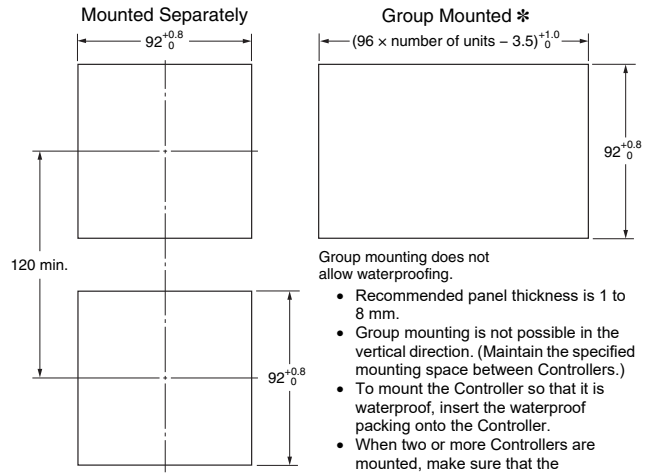 Mounted Separately
92 +0.8 0
120 min.
92 +0.8 0
Group Mounted ✻
(96 × number of units − 3.5) +1.0 0
92 +0.8 0
Group mounting does not
allow waterproofing.
• Recommended panel thickness is 1 to
8 mm.
• Group mounting is not possible in the
vertical direction. (Maintain the specified
mounting space between Controllers.)
• To mount the Controller so that it is
waterproof, insert the waterproof
packing onto the Controller.
• When two or more Controllers are
mounted, make sure that the